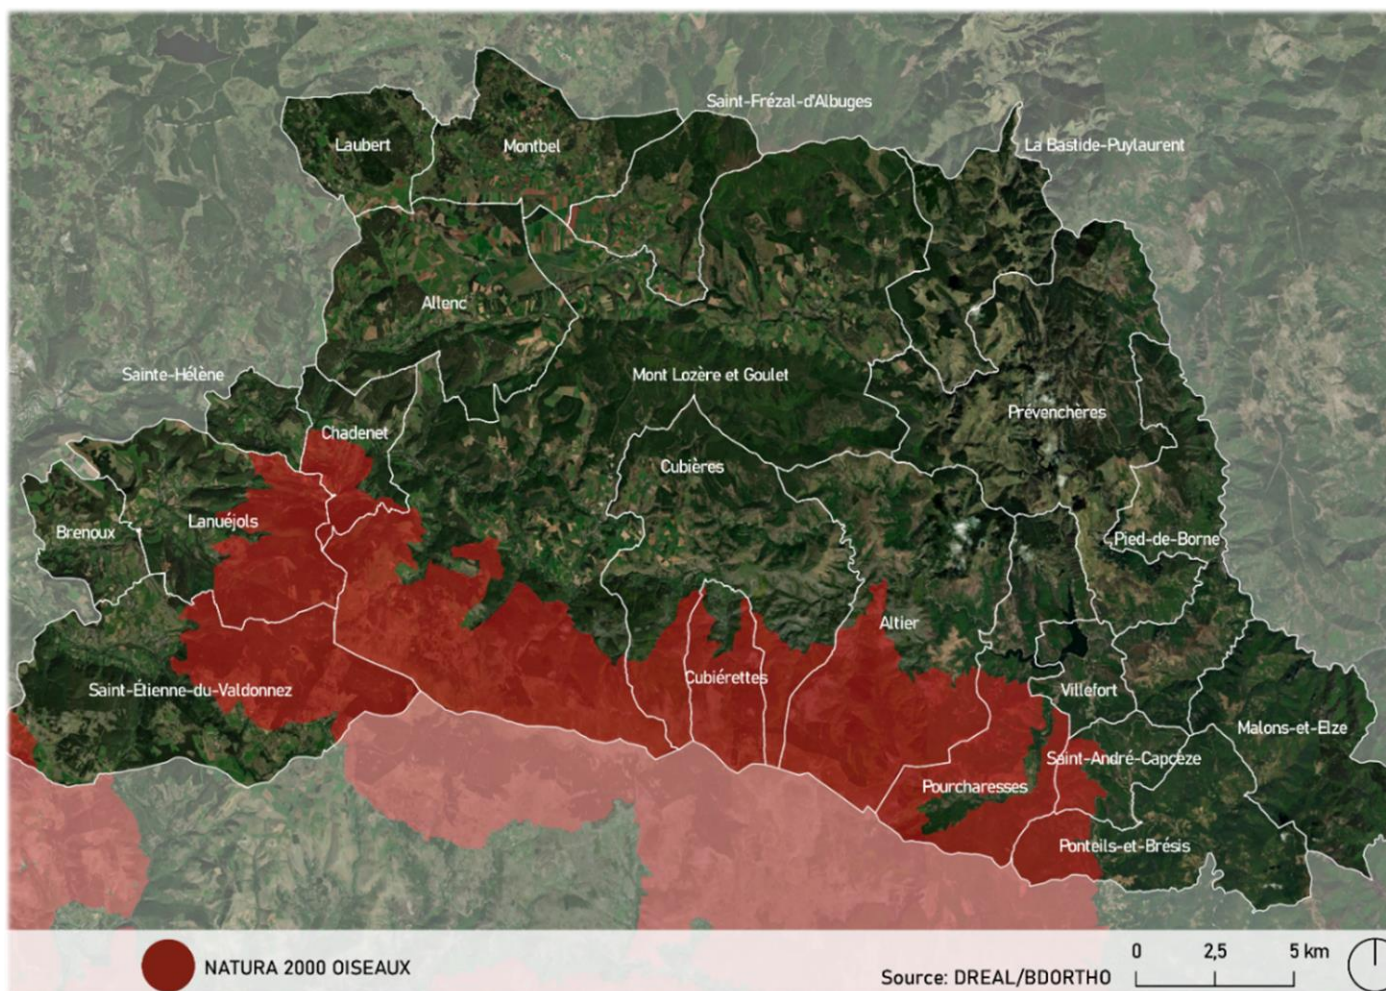 Saint-Frézal-d'Albuges
Laubert
Montbel
La Bastide-Puylaurent
Allenc
Sainte-Hélène
Mont Lozère et Goulet
Prévenchères
Chadenet
Cubières
Lanuéjols
Brenoux
Pied-de-Borne
Altier
Cubiérettes
Saint-Étienne-du-Valdonnez
Villefort
Malons-et-Elze
Saint-André-Capcèze
Pourcharesses
Ponteils-et-Brésis
NATURA 2000 OISEAUX
0 2,5 5 km
Source: DREAL/BDORTHO